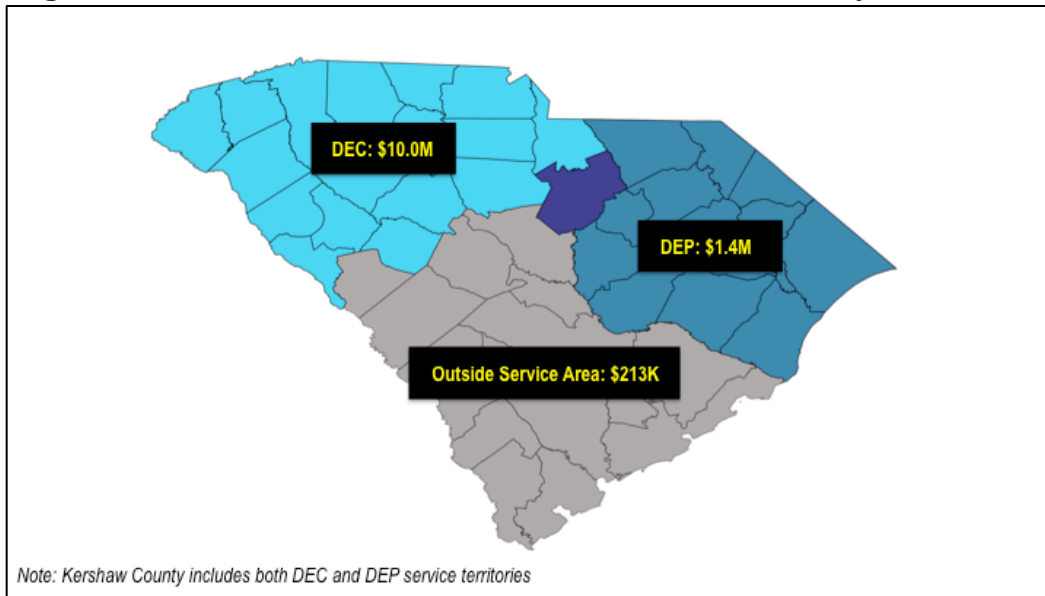 DEC: $10.0M
DEP: $1.4M
Outside Service Area: $213K
Note: Kershaw County includes both DEC and DEP service territories